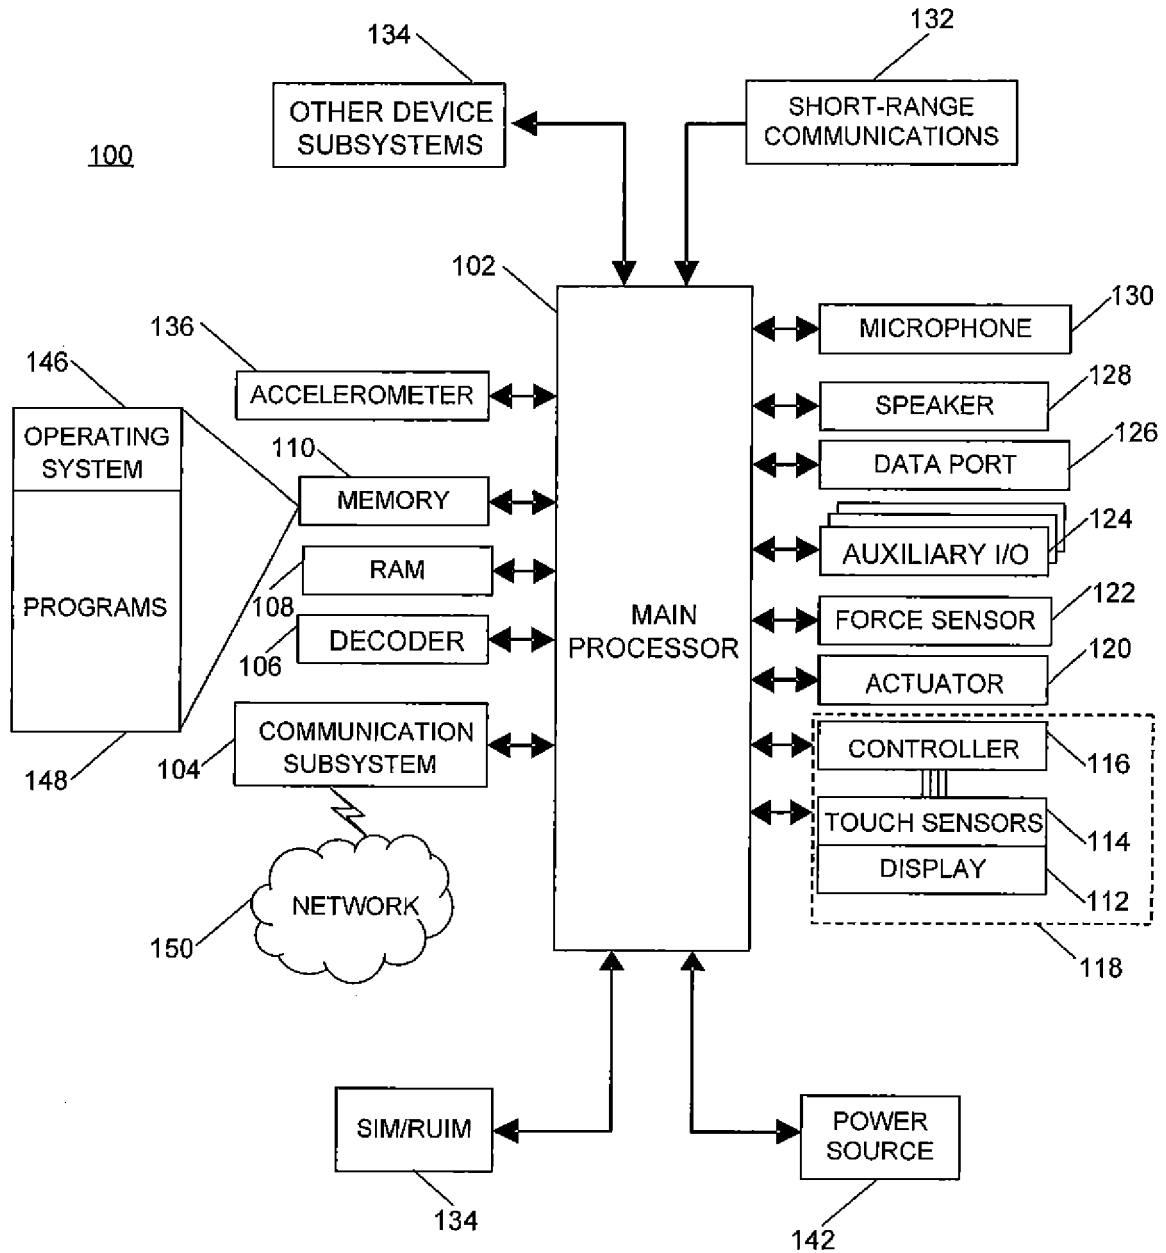 134
132
OTHER DEVICE
SUBSYSTEMS
SHORT-RANGE
COMMUNICATIONS
100
102
136
146
ACCELEROMETER
OPERATING
SYSTEM
110
MEMORY
RAM
108
PROGRAMS
DECODER
106
COMMUNICATION
SUBSYSTEM
104
148
NETWORK
150
MAIN
PROCESSOR
MICROPHONE
130
SPEAKER
128
DATA PORT
126
AUXILIARY I/O
124
FORCE SENSOR
122
ACTUATOR
120
CONTROLLER
116
TOUCH SENSORS
114
DISPLAY
112
118
SIM/RUIM
134
POWER
SOURCE
142